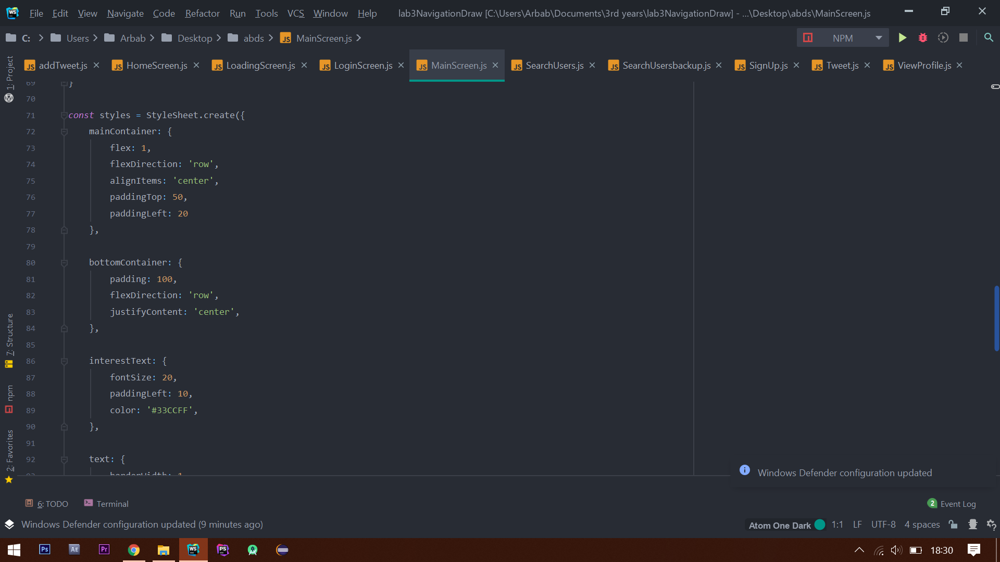 File Edit View Navigate Code Refactor Run Tools VCS Window Help lab3NavigationDraw [C:\Users\Arbab\Documents\3rd years\lab3NavigationDraw] - ...\Desktop\abds\MainScreen.js
C: Users Arbab Desktop abds MainScreen.js NPM
addTweet.js HomeScreen.js LoadingScreen.js LoginScreen.js MainScreen.js SearchUsers.js SearchUsersbackup.js SignUp.js Tweet.js ViewProfile.js
1: Project
69 }
70
71 const styles = StyleSheet.create({
72 mainContainer: {
73 flex: 1,
74 flexDirection: 'row',
75 alignItems: 'center',
76 paddingTop: 50,
77 paddingLeft: 20
78 },
79
80 bottomContainer: {
81 padding: 100,
82 flexDirection: 'row',
83 justifyContent: 'center',
84 },
85
86 interestText: {
87 fontSize: 20,
88 paddingLeft: 10,
89 color: '#33CCFF',
90 },
91
92 text: {
93 borderWidth: 1
7: Structure
npm
2: Favorites
Windows Defender configuration updated
6: TODO Terminal 2 Event Log
Windows Defender configuration updated (9 minutes ago) Atom One Dark 1:1 LF UTF-8 4 spaces
Ps AE Pr WS PS 18:30